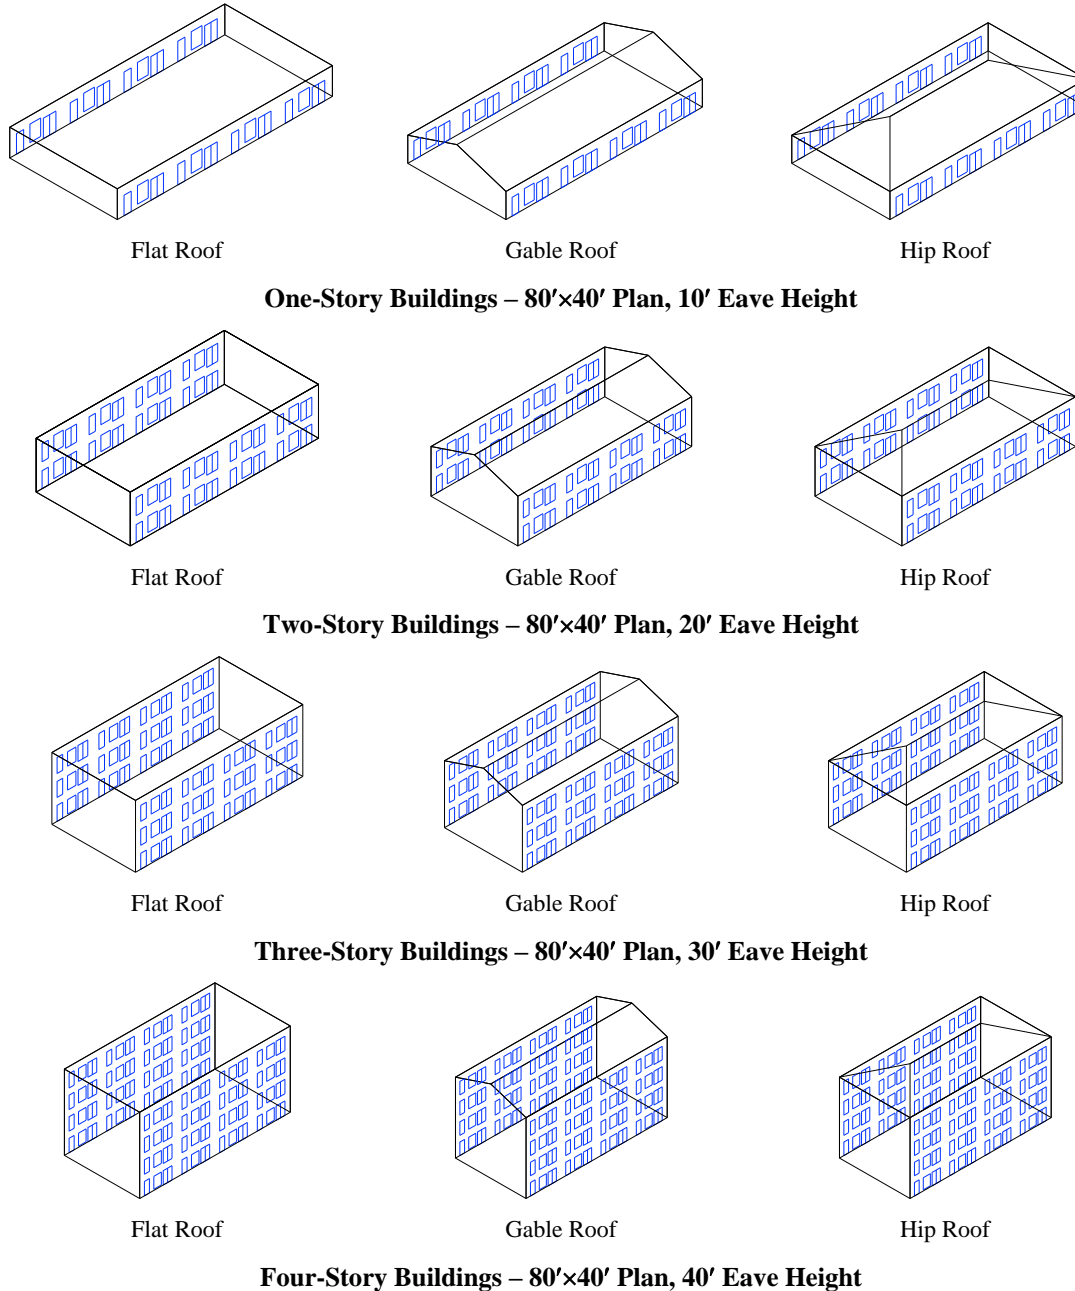 Flat Roof
Gable Roof
Hip Roof
One-Story Buildings – 80′×40′ Plan, 10′ Eave Height
Flat Roof
Gable Roof
Hip Roof
Two-Story Buildings – 80′×40′ Plan, 20′ Eave Height
Flat Roof
Gable Roof
Hip Roof
Three-Story Buildings – 80′×40′ Plan, 30′ Eave Height
Flat Roof
Gable Roof
Hip Roof
Four-Story Buildings – 80′×40′ Plan, 40′ Eave Height